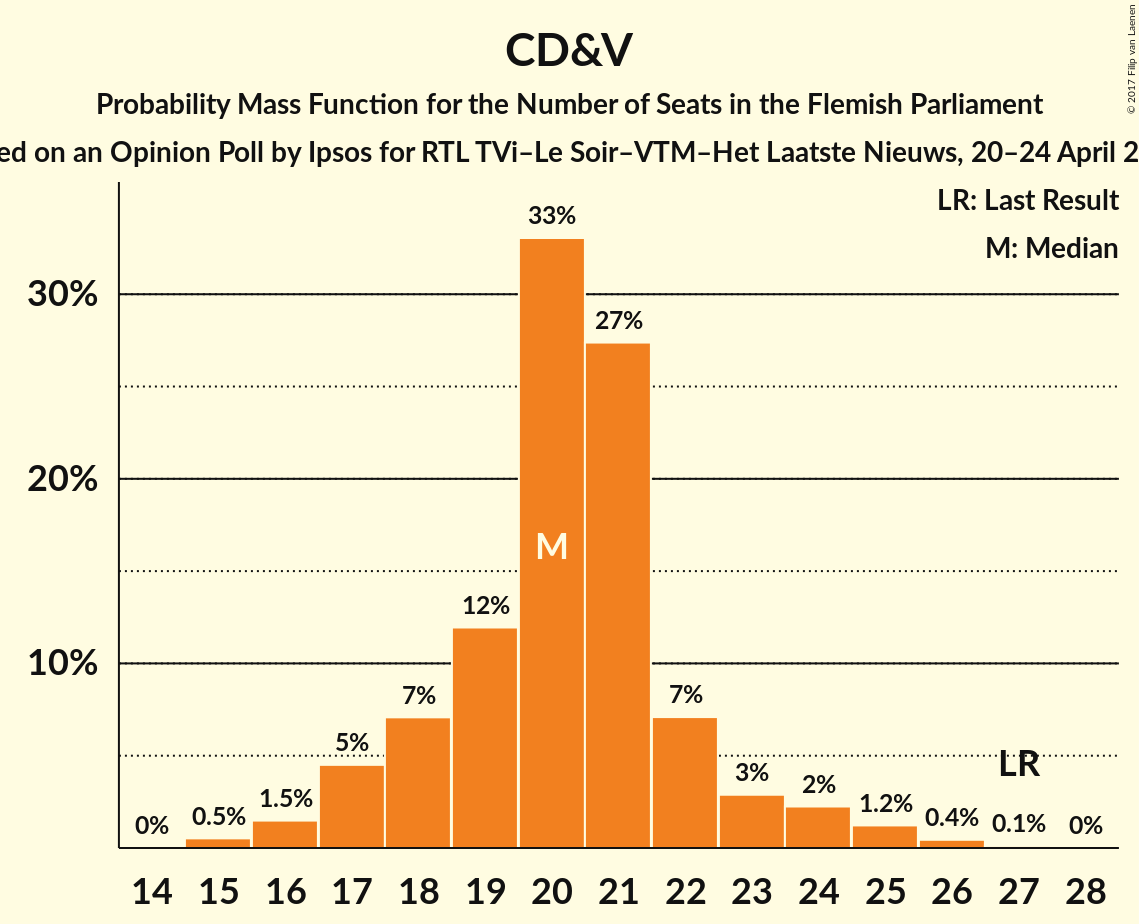 CD&V
Probability Mass Function for the Number of Seats in the Flemish Parliament
ed on an Opinion Poll by Ipsos for RTL TVi–Le Soir–VTM–Het Laatste Nieuws, 20–24 April 2
© 2017 Filip van Laenen
LR: Last Result
M: Median
30%
20%
10%
0%
0.5%
1.5%
5%
7%
12%
33%
27%
7%
3%
2%
1.2%
0.4%
0.1%
0%
M
LR
14 15 16 17 18 19 20 21 22 23 24 25 26 27 28